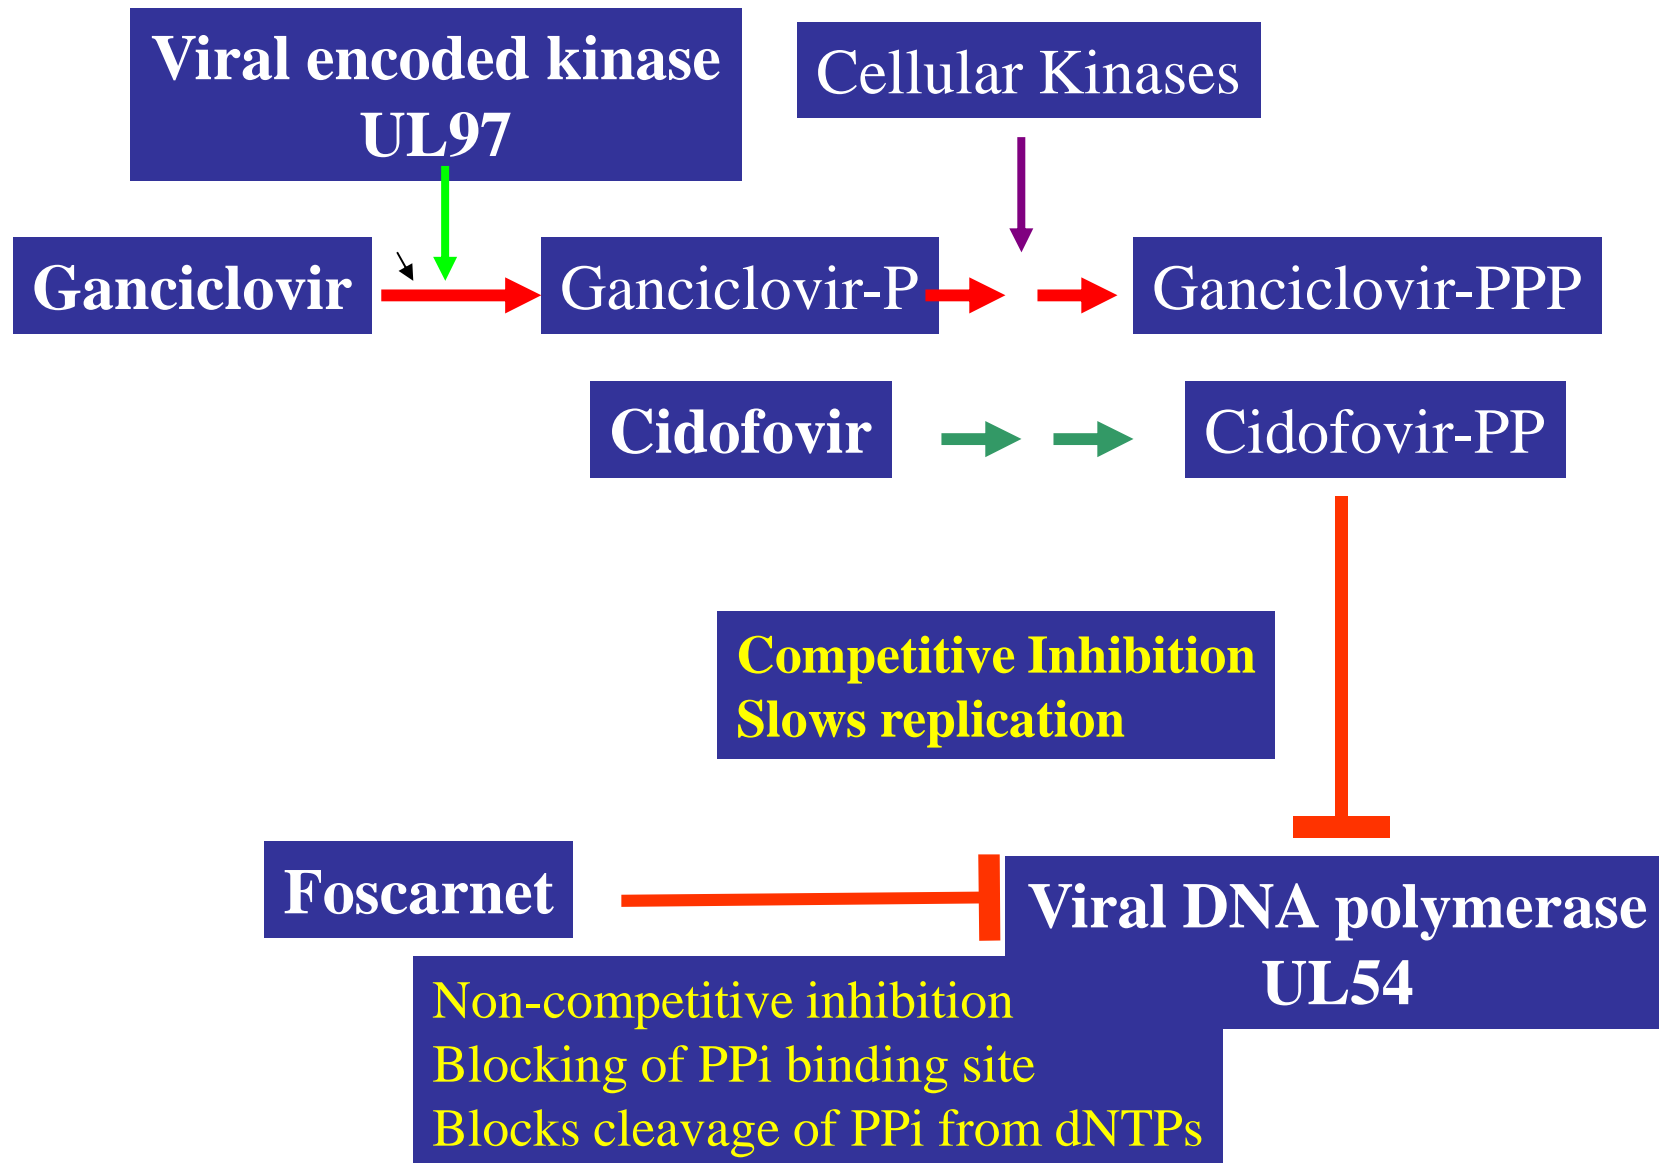 Viral encoded kinase
UL97
Cellular Kinases
Ganciclovir
Ganciclovir-P
Ganciclovir-PPP
Cidofovir
Cidofovir-PP
Competitive Inhibition
Slows replication
Foscarnet
Viral DNA polymerase
UL54
Non-competitive inhibition
Blocking of PPi binding site
Blocks cleavage of PPi from dNTPs